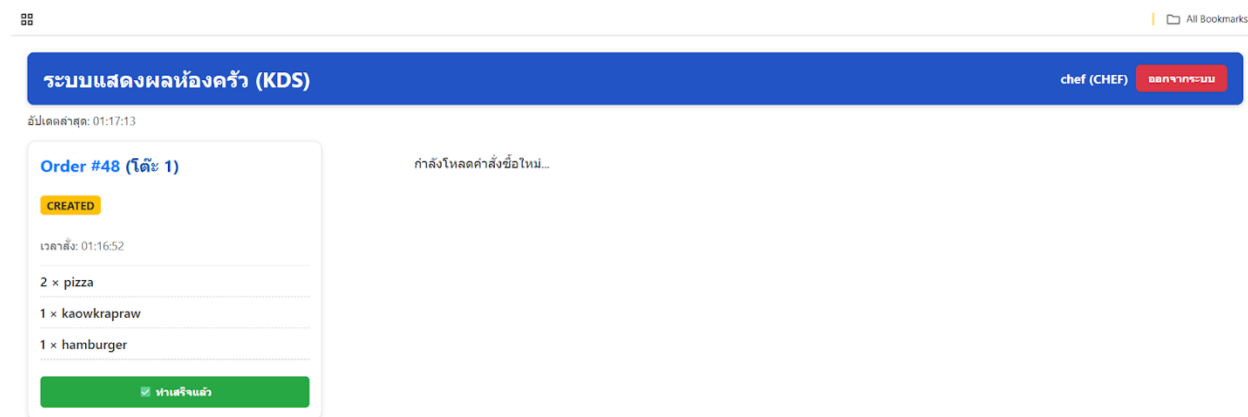 All Bookmarks
ระบบแสดงผลห้องครัว (KDS)
chef (CHEF)
ออกจากระบบ
อัปเดตล่าสุด: 01:17:13
Order #48 (โต๊ะ 1)
CREATED
เวลาสั่ง: 01:16:52
2 × pizza
1 × kaowkrapraw
1 × hamburger
✅ ทำเสร็จแล้ว
กำลังโหลดคำสั่งซื้อใหม่...